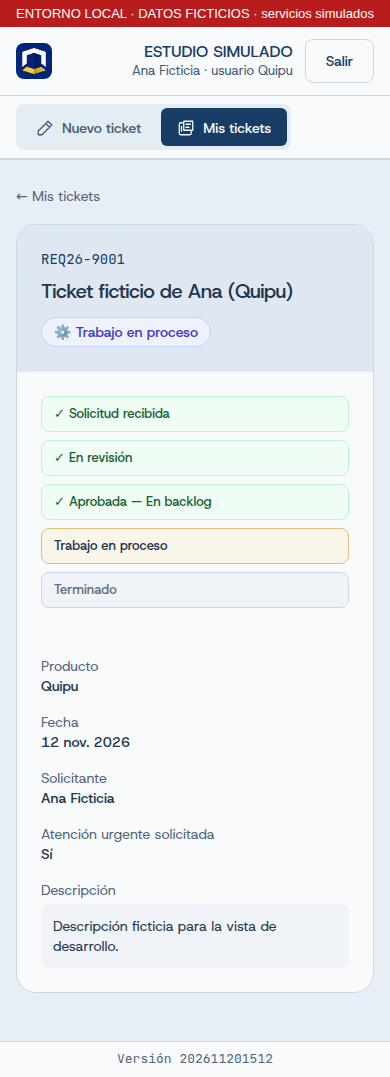 ENTORNO LOCAL · DATOS FICTICIOS · servicios simulados
ESTUDIO SIMULADO
Ana Ficticia · usuario Quipu
Salir
Nuevo ticket
Mis tickets
← Mis tickets
REQ26-9001
Ticket ficticio de Ana (Quipu)
⚙️ Trabajo en proceso
✓ Solicitud recibida
✓ En revisión
✓ Aprobada — En backlog
Trabajo en proceso
Terminado
Producto
Quipu
Fecha
12 nov. 2026
Solicitante
Ana Ficticia
Atención urgente solicitada
Sí
Descripción
Descripción ficticia para la vista de
desarrollo.
Versión 202611201512